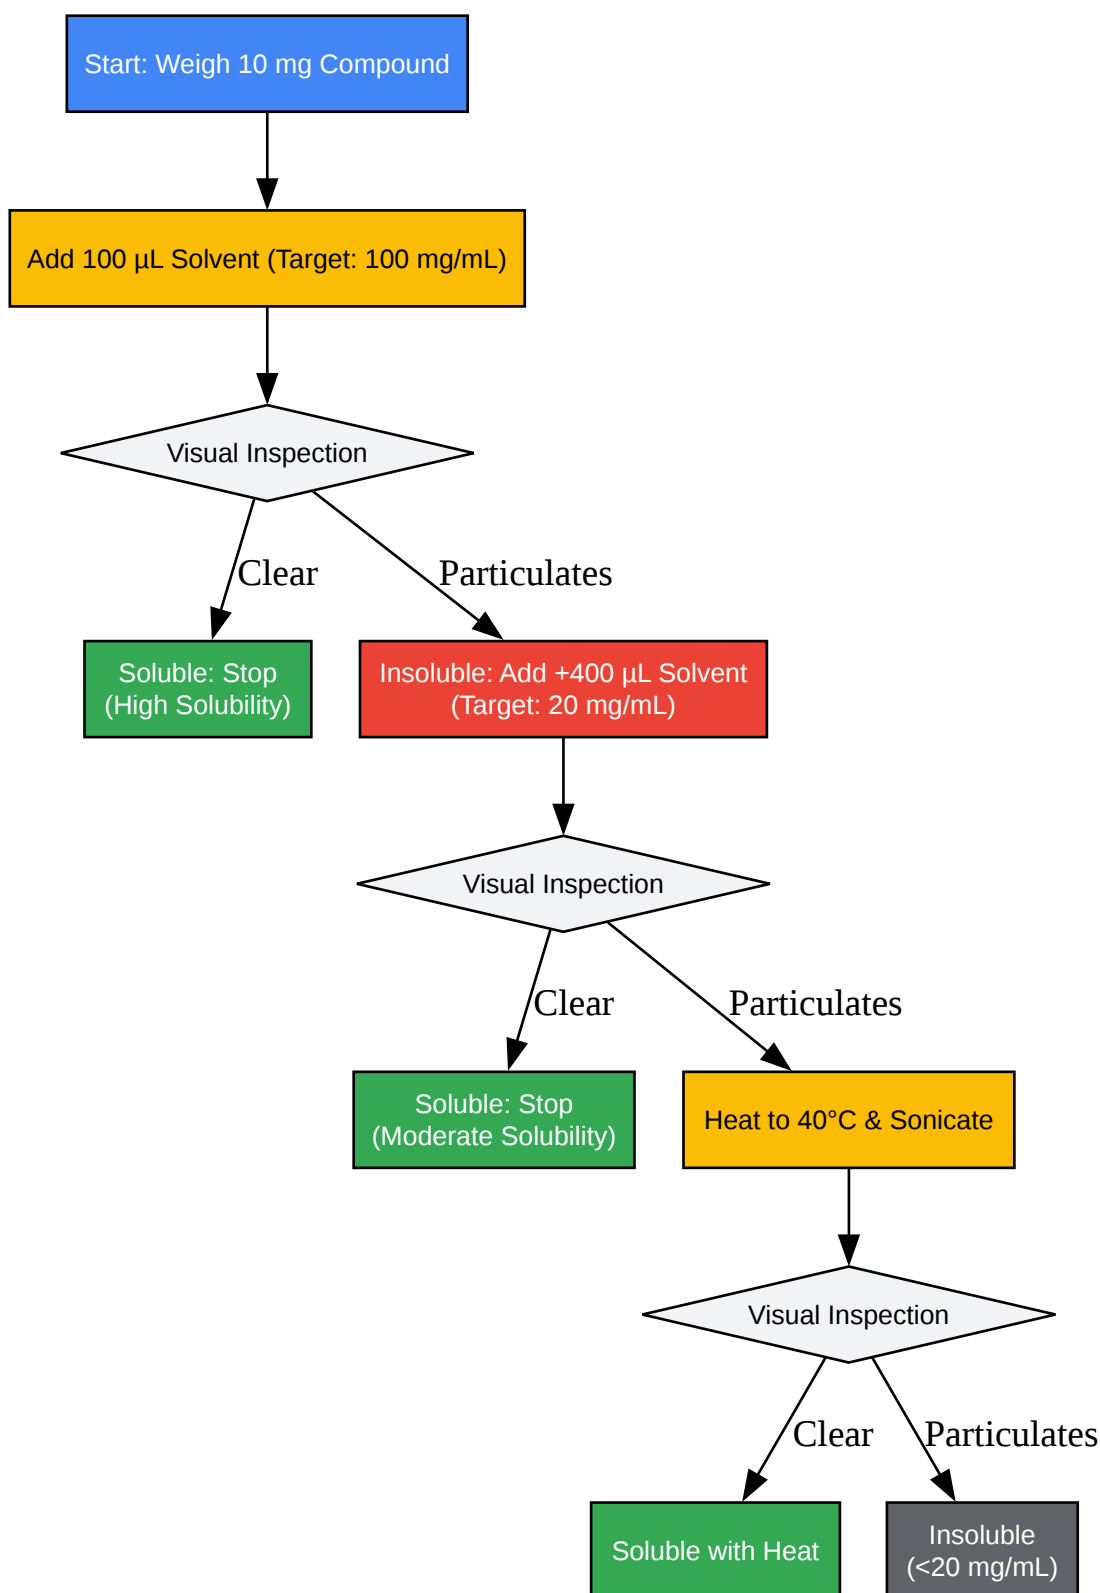 Start: Weigh 10 mg Compound
Add 100 µL Solvent (Target: 100 mg/mL)
Visual Inspection
Clear
Particulates
Soluble: Stop
(High Solubility)
Insoluble: Add +400 µL Solvent
(Target: 20 mg/mL)
Visual Inspection
Clear
Particulates
Soluble: Stop
(Moderate Solubility)
Heat to 40°C & Sonicate
Visual Inspection
Clear
Particulates
Soluble with Heat
Insoluble
(<20 mg/mL)